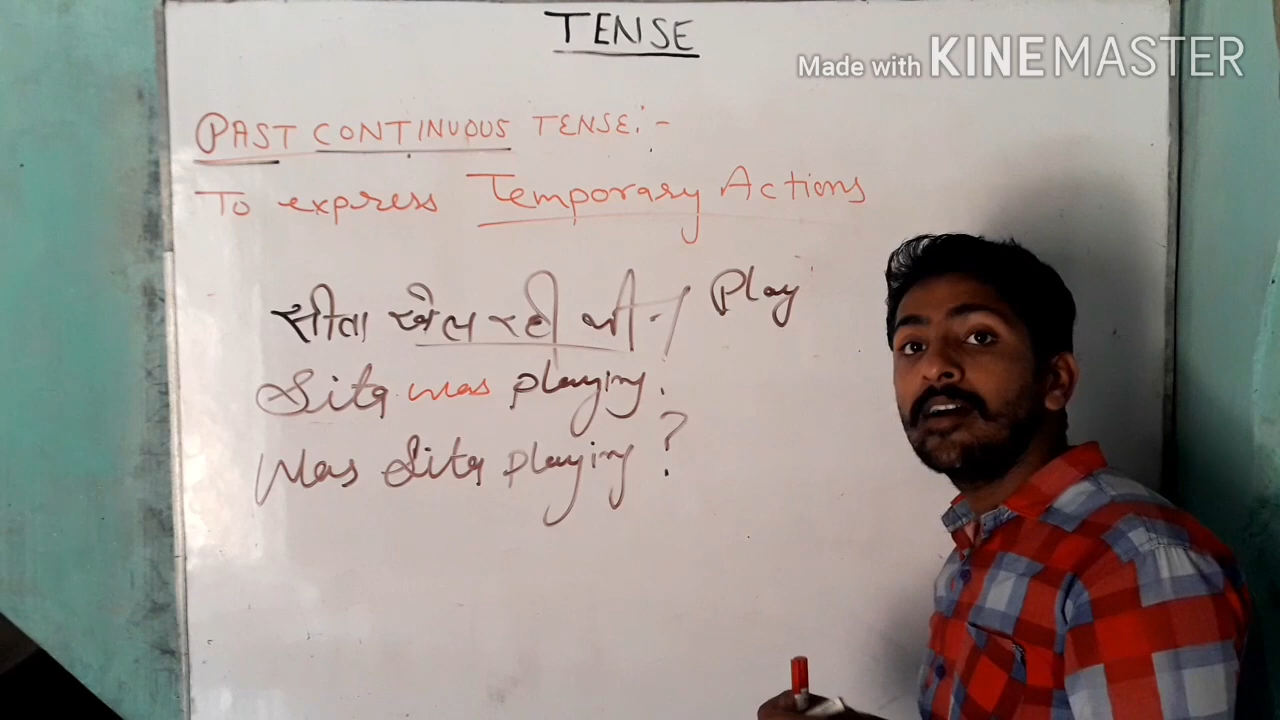 TENSE
Made with KINEMASTER
PAST CONTINUOUS TENSE:-
To express Temporary Actions
सीता खेल रही थी - / Play
Sita was playing.
Was Sita playing ?